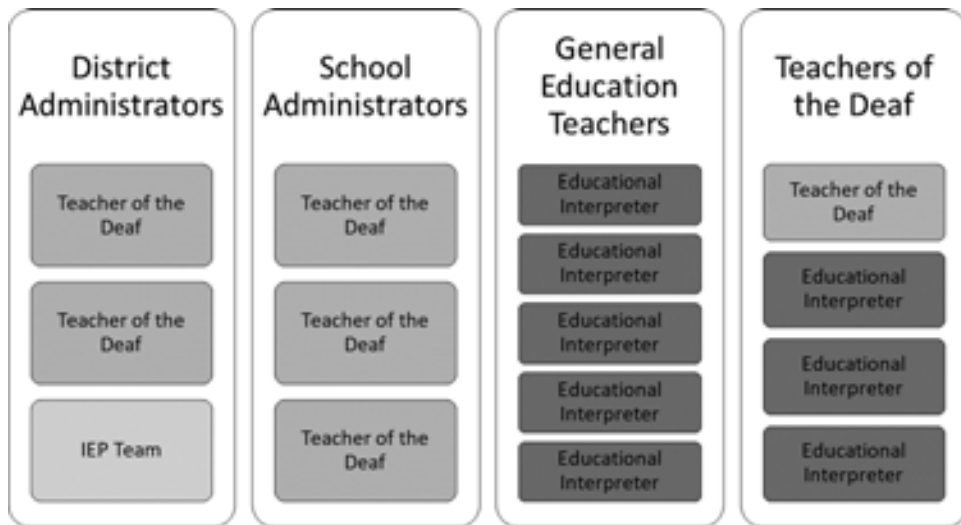 District
Administrators
Teacher of the
Deaf
Teacher of the
Deaf
IEP Team
School
Administrators
Teacher of the
Deaf
Teacher of the
Deaf
Teacher of the
Deaf
General
Education
Teachers
Educational
Interpreter
Educational
Interpreter
Educational
Interpreter
Educational
Interpreter
Educational
Interpreter
Teachers of
the Deaf
Teacher of the
Deaf
Educational
Interpreter
Educational
Interpreter
Educational
Interpreter